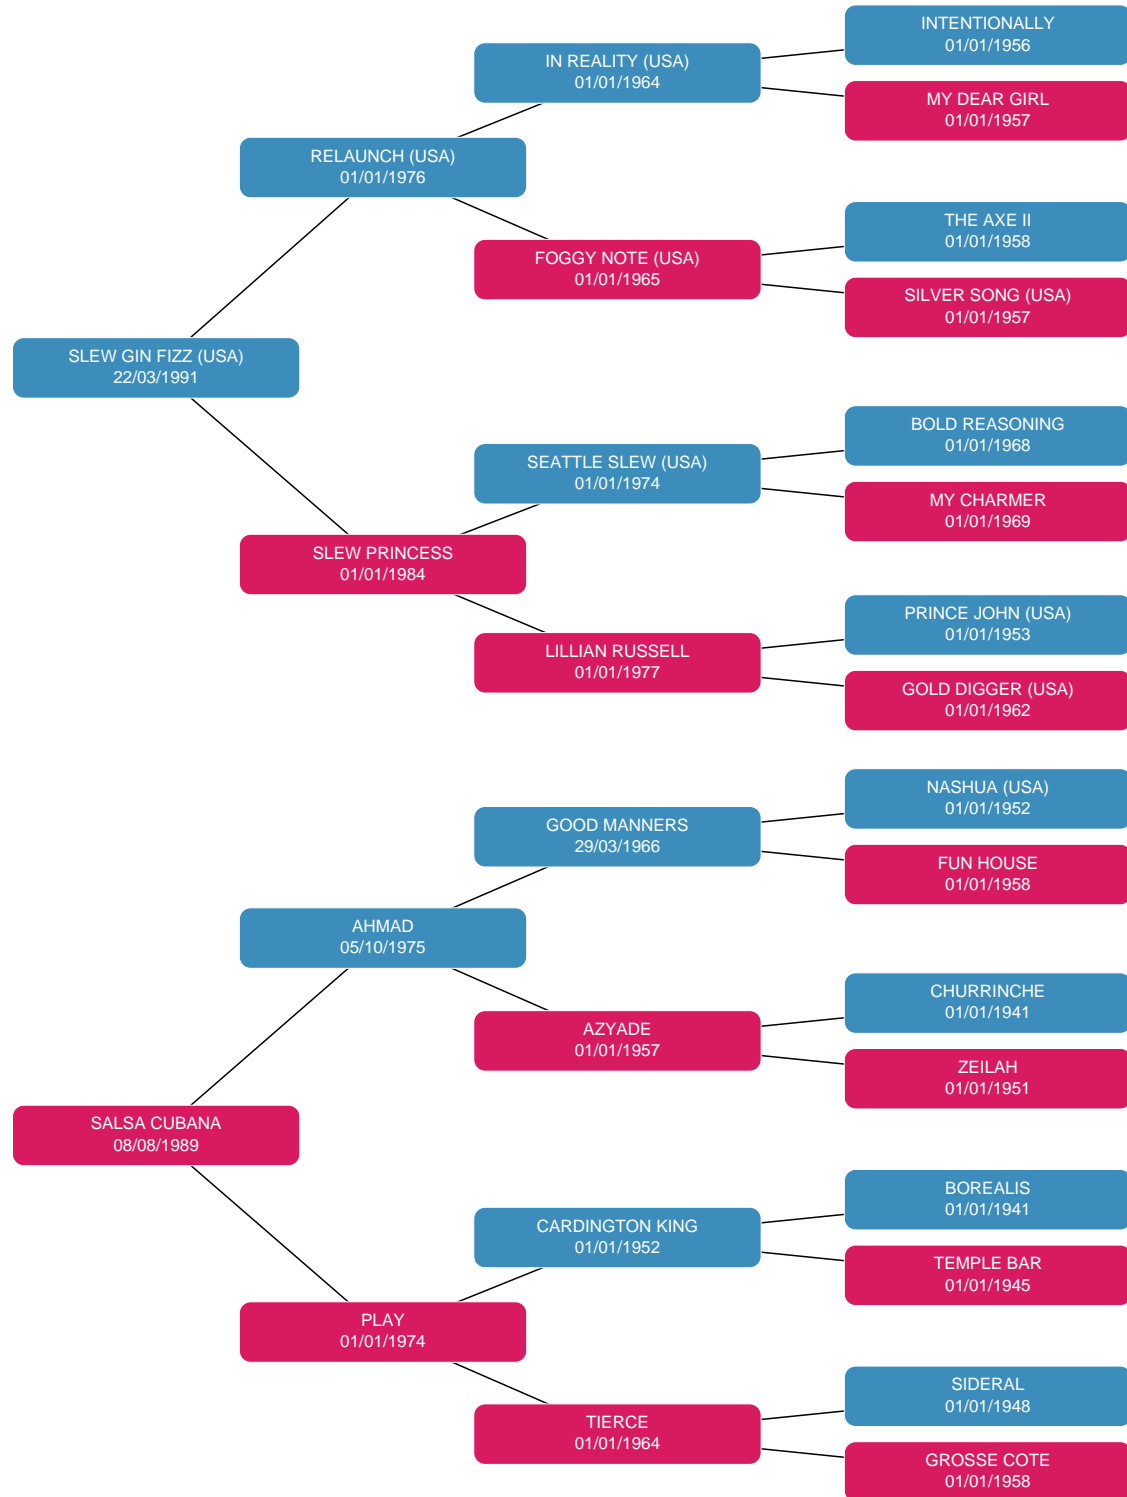 INTENTIONALLY
01/01/1956
IN REALITY (USA)
01/01/1964
MY DEAR GIRL
01/01/1957
RELAUNCH (USA)
01/01/1976
THE AXE II
01/01/1958
FOGGY NOTE (USA)
01/01/1965
SILVER SONG (USA)
01/01/1957
SLEW GIN FIZZ (USA)
22/03/1991
BOLD REASONING
01/01/1968
SEATTLE SLEW (USA)
01/01/1974
MY CHARMER
01/01/1969
SLEW PRINCESS
01/01/1984
PRINCE JOHN (USA)
01/01/1953
LILLIAN RUSSELL
01/01/1977
GOLD DIGGER (USA)
01/01/1962
NASHUA (USA)
01/01/1952
GOOD MANNERS
29/03/1966
FUN HOUSE
01/01/1958
AHMAD
05/10/1975
CHURRINCHE
01/01/1941
AZYADE
01/01/1957
ZEILAH
01/01/1951
SALSA CUBANA
08/08/1989
BOREALIS
01/01/1941
CARDINGTON KING
01/01/1952
TEMPLE BAR
01/01/1945
PLAY
01/01/1974
SIDERAL
01/01/1948
TIERCE
01/01/1964
GROSSE COTE
01/01/1958